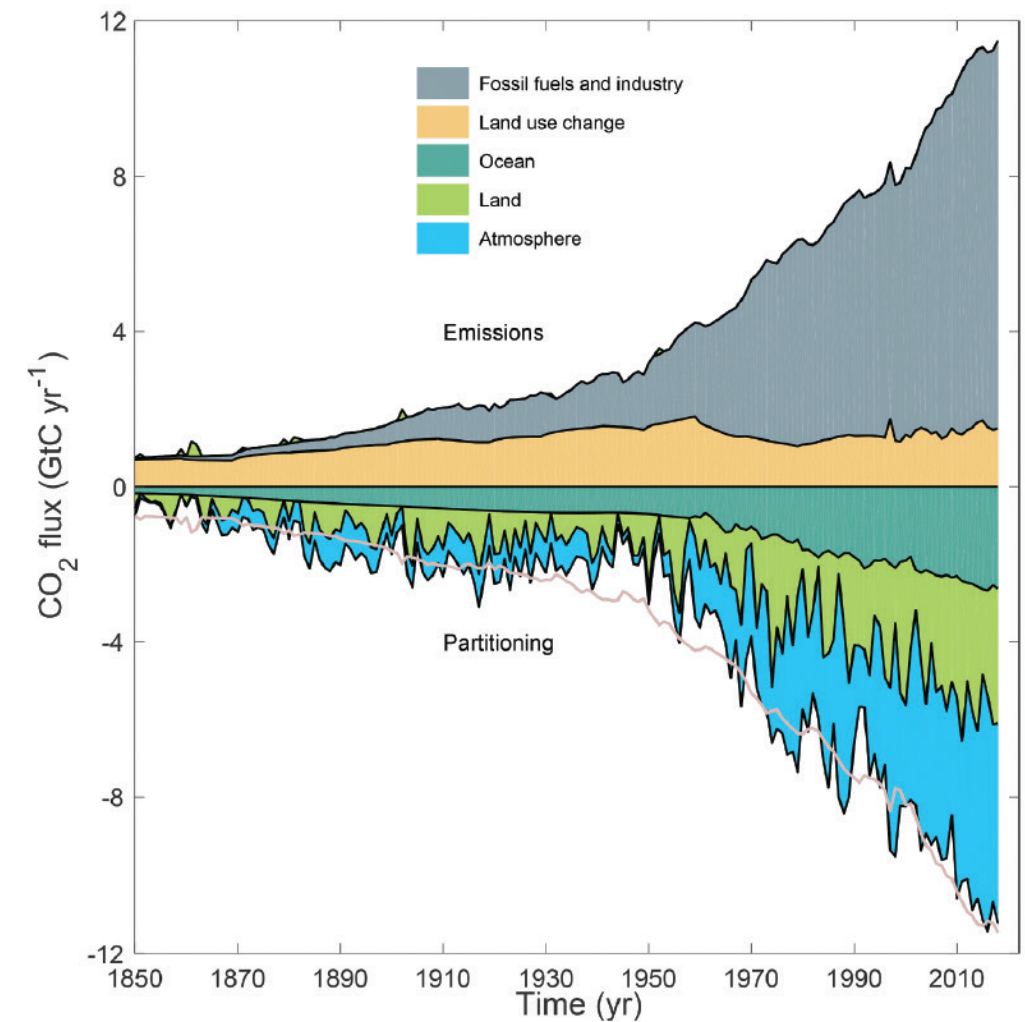 12
8
4
0
-4
-8
-12
CO2 flux (GtC yr-1)
Fossil fuels and industry
Land use change
Ocean
Land
Atmosphere
Emissions
Partitioning
1850 1870 1890 1910 1930 1950 1970 1990 2010
Time (yr)